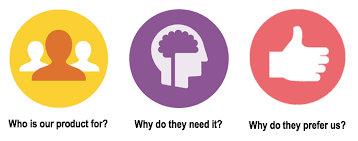 Who is our product for?
Why do they need it?
Why do they prefer us?